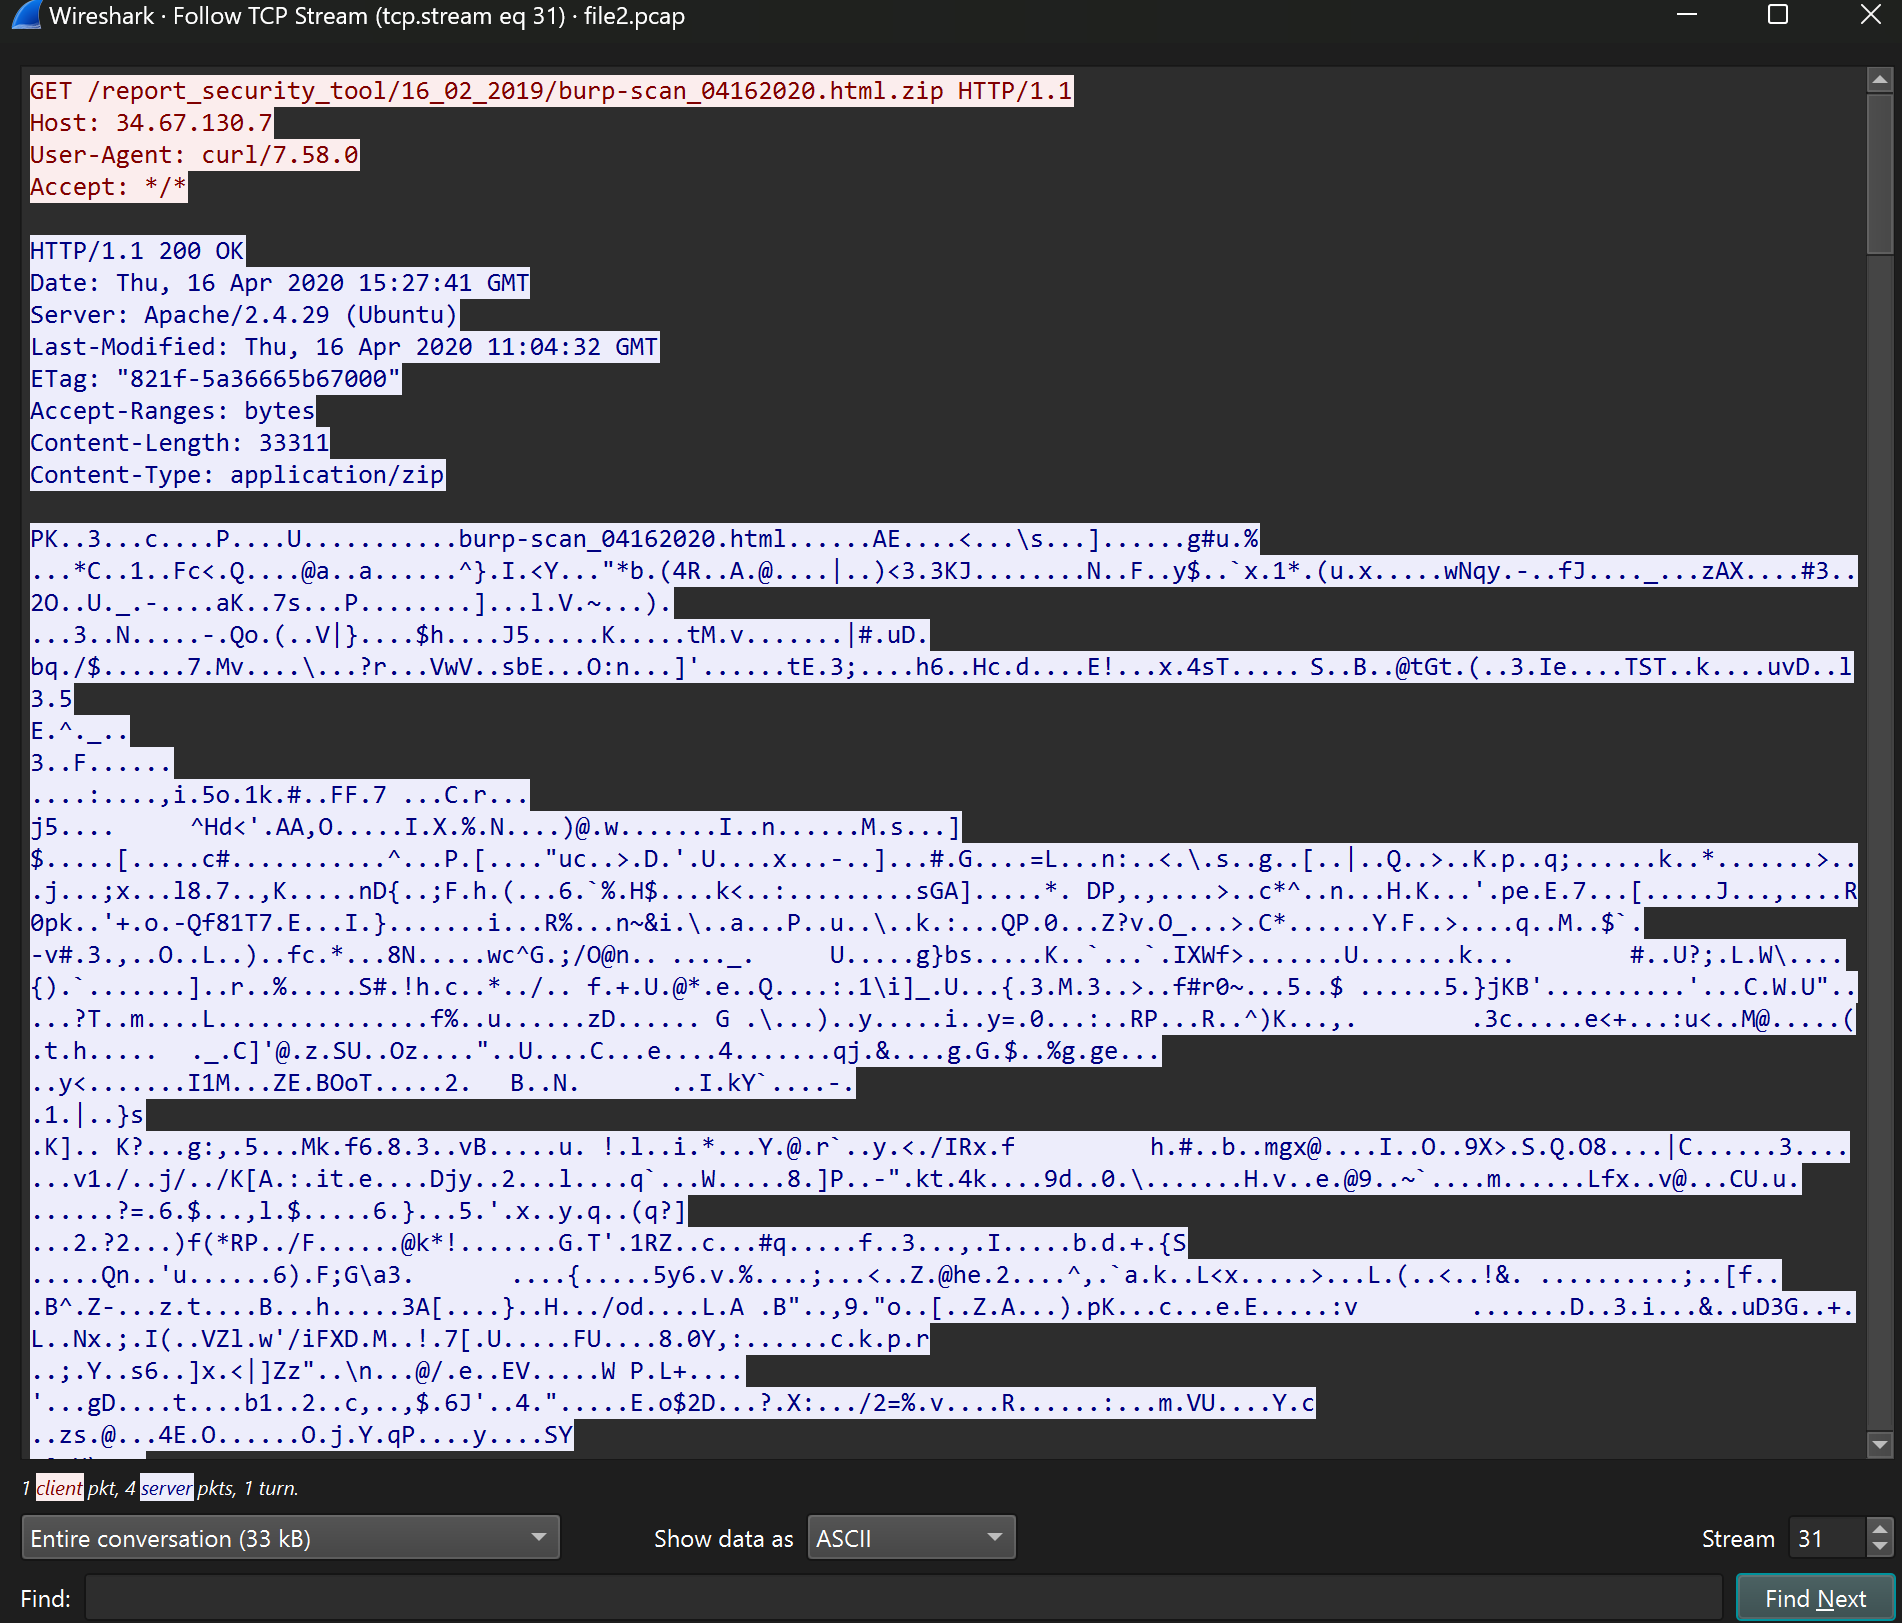 Wireshark · Follow TCP Stream (tcp.stream eq 31) · file2.pcap
GET /report_security_tool/16_02_2019/burp-scan_04162020.html.zip HTTP/1.1
Host: 34.67.130.7
User-Agent: curl/7.58.0
Accept: */*
HTTP/1.1 200 OK
Date: Thu, 16 Apr 2020 15:27:41 GMT
Server: Apache/2.4.29 (Ubuntu)
Last-Modified: Thu, 16 Apr 2020 11:04:32 GMT
ETag: "821f-5a36665b67000"
Accept-Ranges: bytes
Content-Length: 33311
Content-Type: application/zip
PK..3...c....P....U...........burp-scan_04162020.html......AE....<...\s...]......g#u.%
...*C..1..Fc<.Q....@a..a......^}.I.<Y..."*b.(4R..A.@....|..)<3.3KJ........N..F..y$..`x.1*.(u.x.....wNqy.-..fJ...._...zAX....#3..
2O..U._.-....aK..7s...P........]...l.V.~...).
...3..N.....-.Qo.(..V|}....$h....J5.....K.....tM.v.......|#.uD.
bq./$......7.Mv....\...?r...VwV..sbE...O:n...]'......tE.3;....h6..Hc.d....E!...x.4sT..... S..B..@tGt.(..3.Ie....TST..k....uvD..l
3.5
E.^._..
3..F......
....:....,i.5o.1k.#..FF.7 ...C.r...
j5.... ^Hd<'.AA,O.....I.X.%.N....)@.w.......I..n......M.s...]
$.....[.....c#...........^...P.[...."uc..>.D.'.U....x...-..]...#.G....=L...n:..<.\.s..g..[..|..Q..>..K.p..q;......k..*.......>..
.j...;x...l8.7..,K.....nD{..;F.h.(...6.`%.H$....k<..:.........sGA].....*. DP,.,....>..c*^..n...H.K...'.pe.E.7...[.....J...,....R
0pk..'+.o.-Qf81T7.E...I.}.......i...R%...n~&i.\..a...P..u..\..k.:...QP.0...Z?v.O_...>.C*......Y.F..>....q..M..$`.
-v#.3.,..O..L..)..fc.*...8N.....wc^G.;/O@n.. ...._. U.....g}bs.....K..`...`.IXWf>.......U.......k... #..U?;.L.W\....
{).`.......]..r..%.....S#.!h.c..*../.. f.+.U.@*.e..Q....:.1\i]_.U...{.3.M.3..>..f#r0~...5..$ ......5.}jKB'..........'...C.W.U"..
...?T..m....L...............f%..u......zD...... G .\...)..y.....i..y=.0...:..RP...R..^)K...,. .3c.....e<+...:u<..M@.....(
.t.h..... ._.C]'@.z.SU..Oz...."..U....C...e....4.......qj.&....g.G.$..%g.ge...
..y<.......I1M...ZE.BOoT.....2. B..N. ..I.kY`....-.
.1.|..}s
.K].. K?...g:,.5...Mk.f6.8.3..vB.....u. !.l..i.*...Y.@.r`..y.<./IRx.f h.#..b..mgx@....I..O..9X>.S.Q.O8....|C......3....
...v1./..j/../K[A.:.it.e....Djy..2...l....q`...W.....8.]P..-".kt.4k....9d..0.\.......H.v..e.@9..~`....m......Lfx..v@...CU.u.
......?=.6.$...,l.$.....6.}...5.'.x..y.q..(q?]
...2.?2...)f(*RP../F......@k*!.......G.T'.1RZ..c...#q.....f..3...,.I.....b.d.+.{S
.....Qn..'u......6).F;G\a3. ....{.....5y6.v.%....;...<..Z.@he.2....^,.`a.k..L<x.....>...L.(..<..!&. ..........;..[f..
.B^.Z-...z.t....B...h.....3A[....}..H.../od....L.A .B"..,9."o..[..Z.A...).pK...c...e.E.....:v .......D..3.i...&..uD3G..+.
L..Nx.;.I(..VZl.w'/iFXD.M..!.7[.U.....FU....8.0Y,:......c.k.p.r
..;.Y..s6..]x.<|]Zz"..\n...@/.e..EV.....W P.L+....
'...gD....t....b1..2..c,..,$.6J'..4.".....E.o$2D...?.X:.../2=%.v....R......:...m.VU....Y.c
..zs.@...4E.O......O.j.Y.qP....y....SY
1 client pkt, 4 server pkts, 1 turn.
Entire conversation (33 kB) Show data as ASCII Stream 31
Find: Find Next